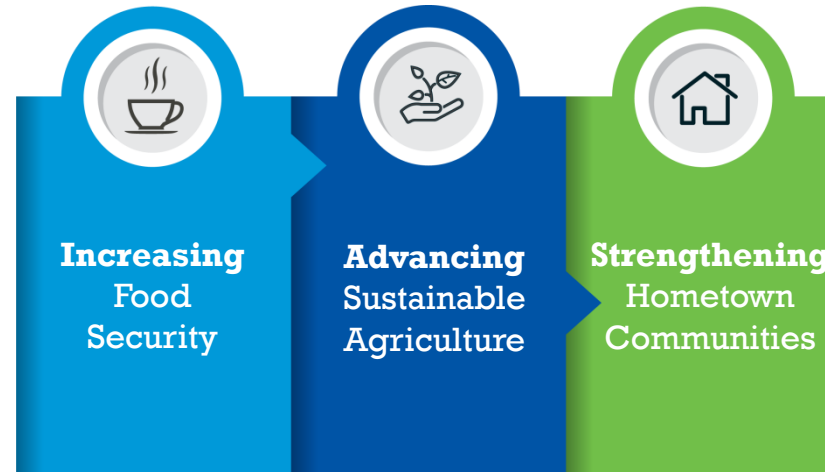 Increasing
Food
Security
Advancing
Sustainable
Agriculture
Strengthening
Hometown
Communities